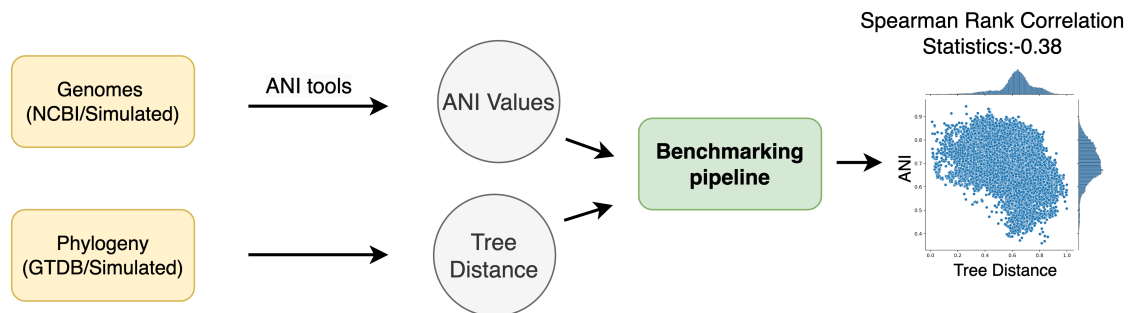 Spearman Rank Correlation
Statistics:-0.38
Genomes
(NCBI/Simulated)
ANI tools
ANI Values
Benchmarking
pipeline
Phylogeny
(GTDB/Simulated)
Tree
Distance
ANI
0.9
0.8
0.7
0.6
0.5
0.4
0.0 0.2 0.4 0.6 0.8 1.0
Tree Distance